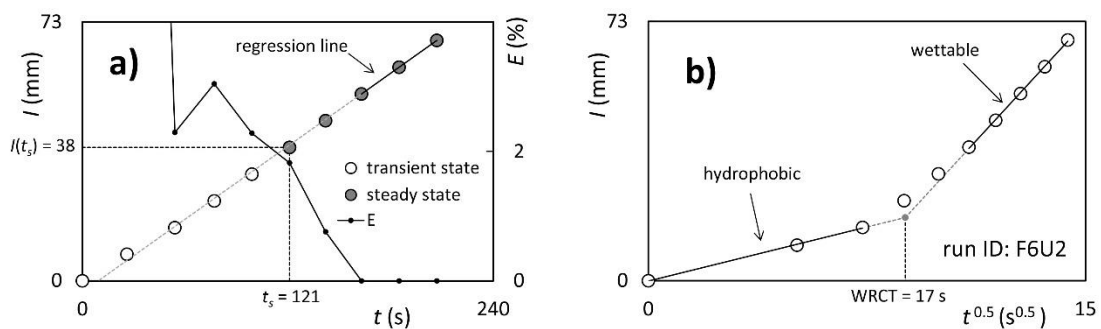 73
a)
regression line
I (mm)
E (%)
I(tₛ) = 38
2
transient state
steady state
E
0
0
0
tₛ = 121
240
t (s)
73
b)
wettable
I (mm)
hydrophobic
run ID: F6U2
0
0
WRCT = 17 s
15
t⁰·⁵ (s⁰·⁵)